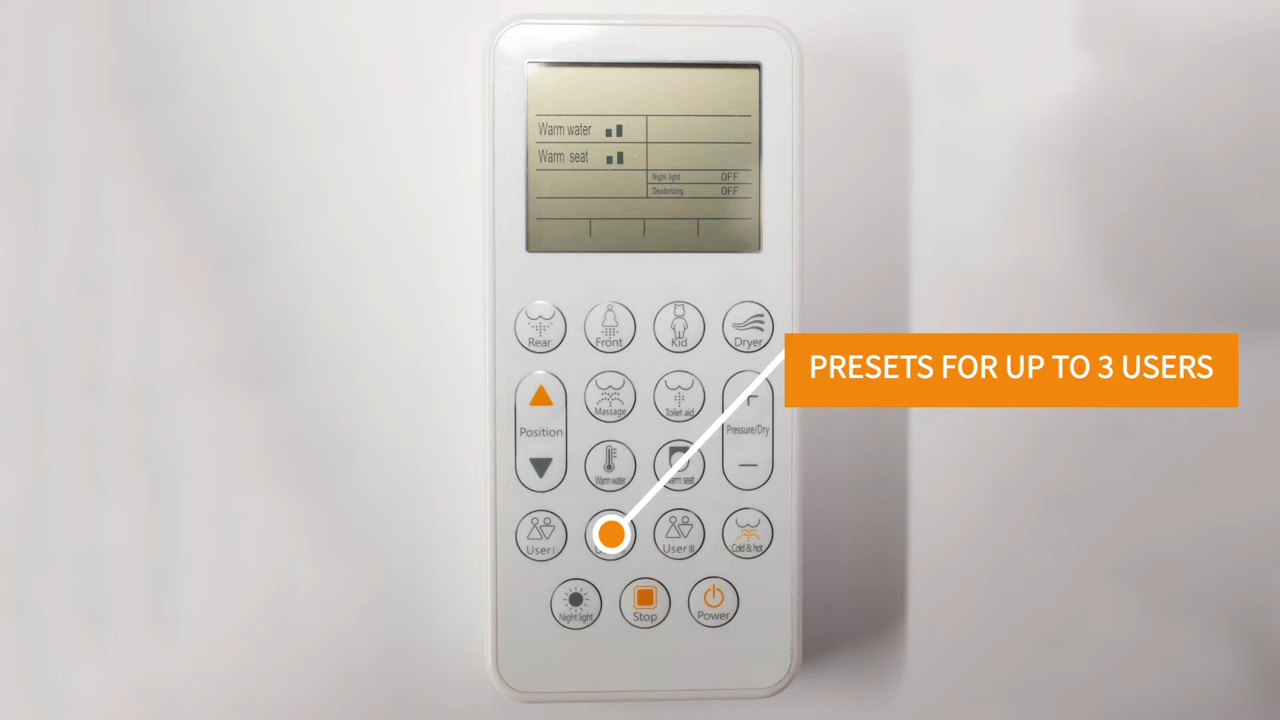 Warm water
Warm seat
Night light OFF
Deodorizing OFF
Rear
Front
Kid
Dryer
PRESETS FOR UP TO 3 USERS
Massage
Toilet aid
Position
Pressure/Dry
Warm water
seat
User I
User III
Cold & hot
Night light
Stop
Power